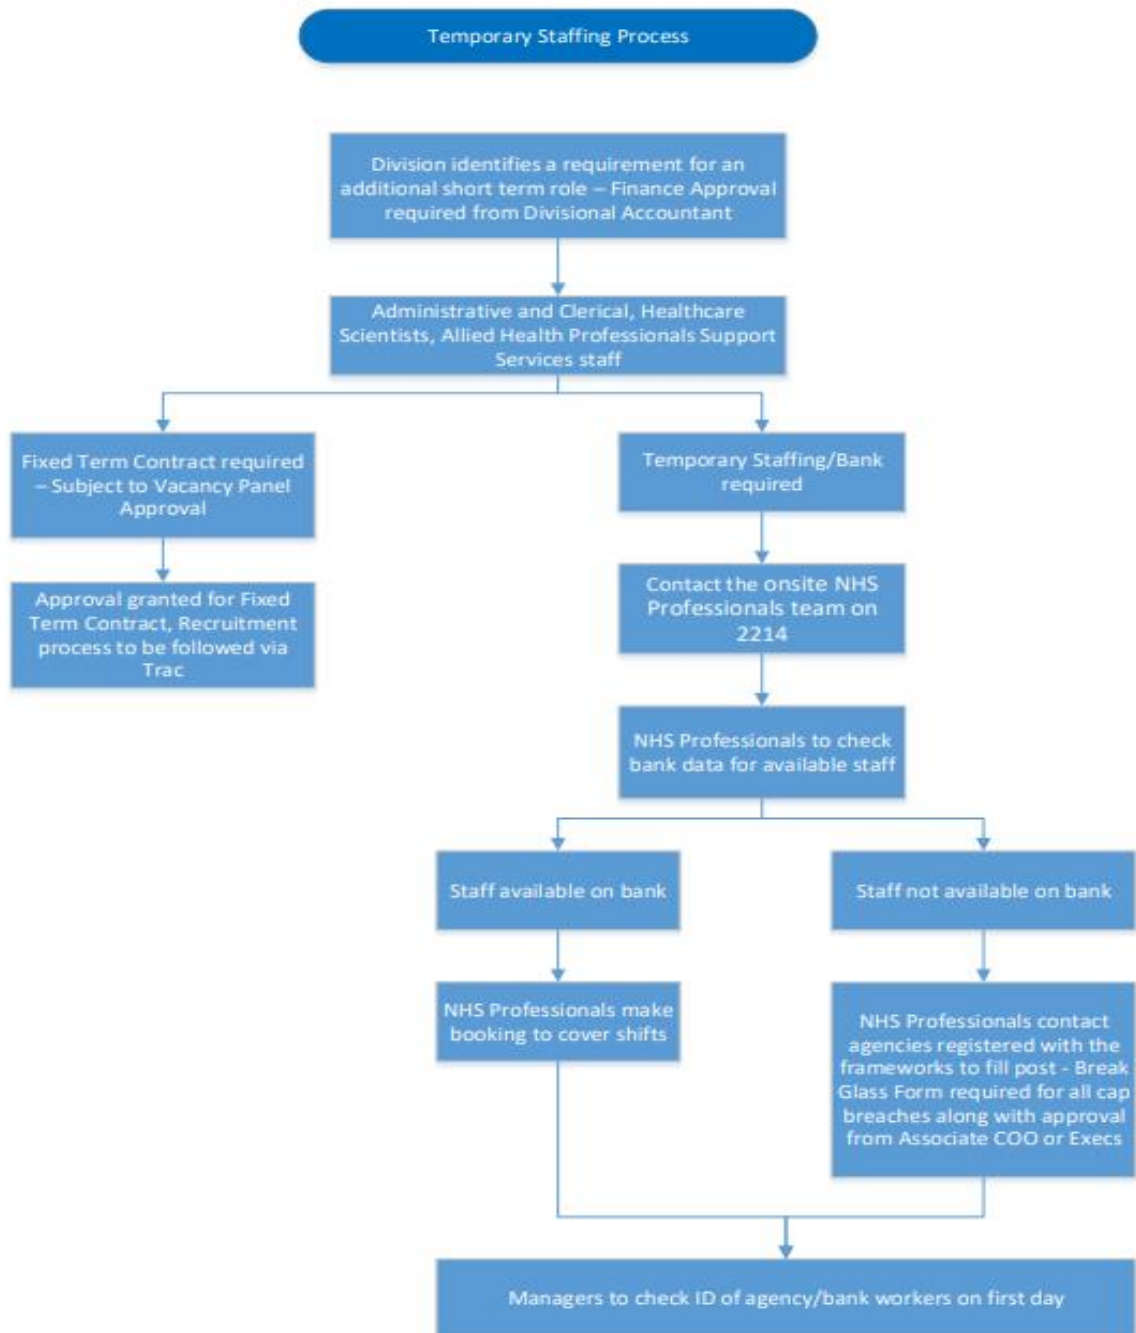 Temporary Staffing Process
Division identifies a requirement for an
additional short term role – Finance Approval
required from Divisional Accountant
Administrative and Clerical, Healthcare
Scientists, Allied Health Professionals Support
Services staff
Fixed Term Contract required
– Subject to Vacancy Panel
Approval
Approval granted for Fixed
Term Contract, Recruitment
process to be followed via
Trac
Temporary Staffing/Bank
required
Contact the onsite NHS
Professionals team on
2214
NHS Professionals to check
bank data for available staff
Staff available on bank
NHS Professionals make
booking to cover shifts
Staff not available on bank
NHS Professionals contact
agencies registered with the
frameworks to fill post - Break
Glass Form required for all cap
breaches along with approval
from Associate COO or Execs
Managers to check ID of agency/bank workers on first day